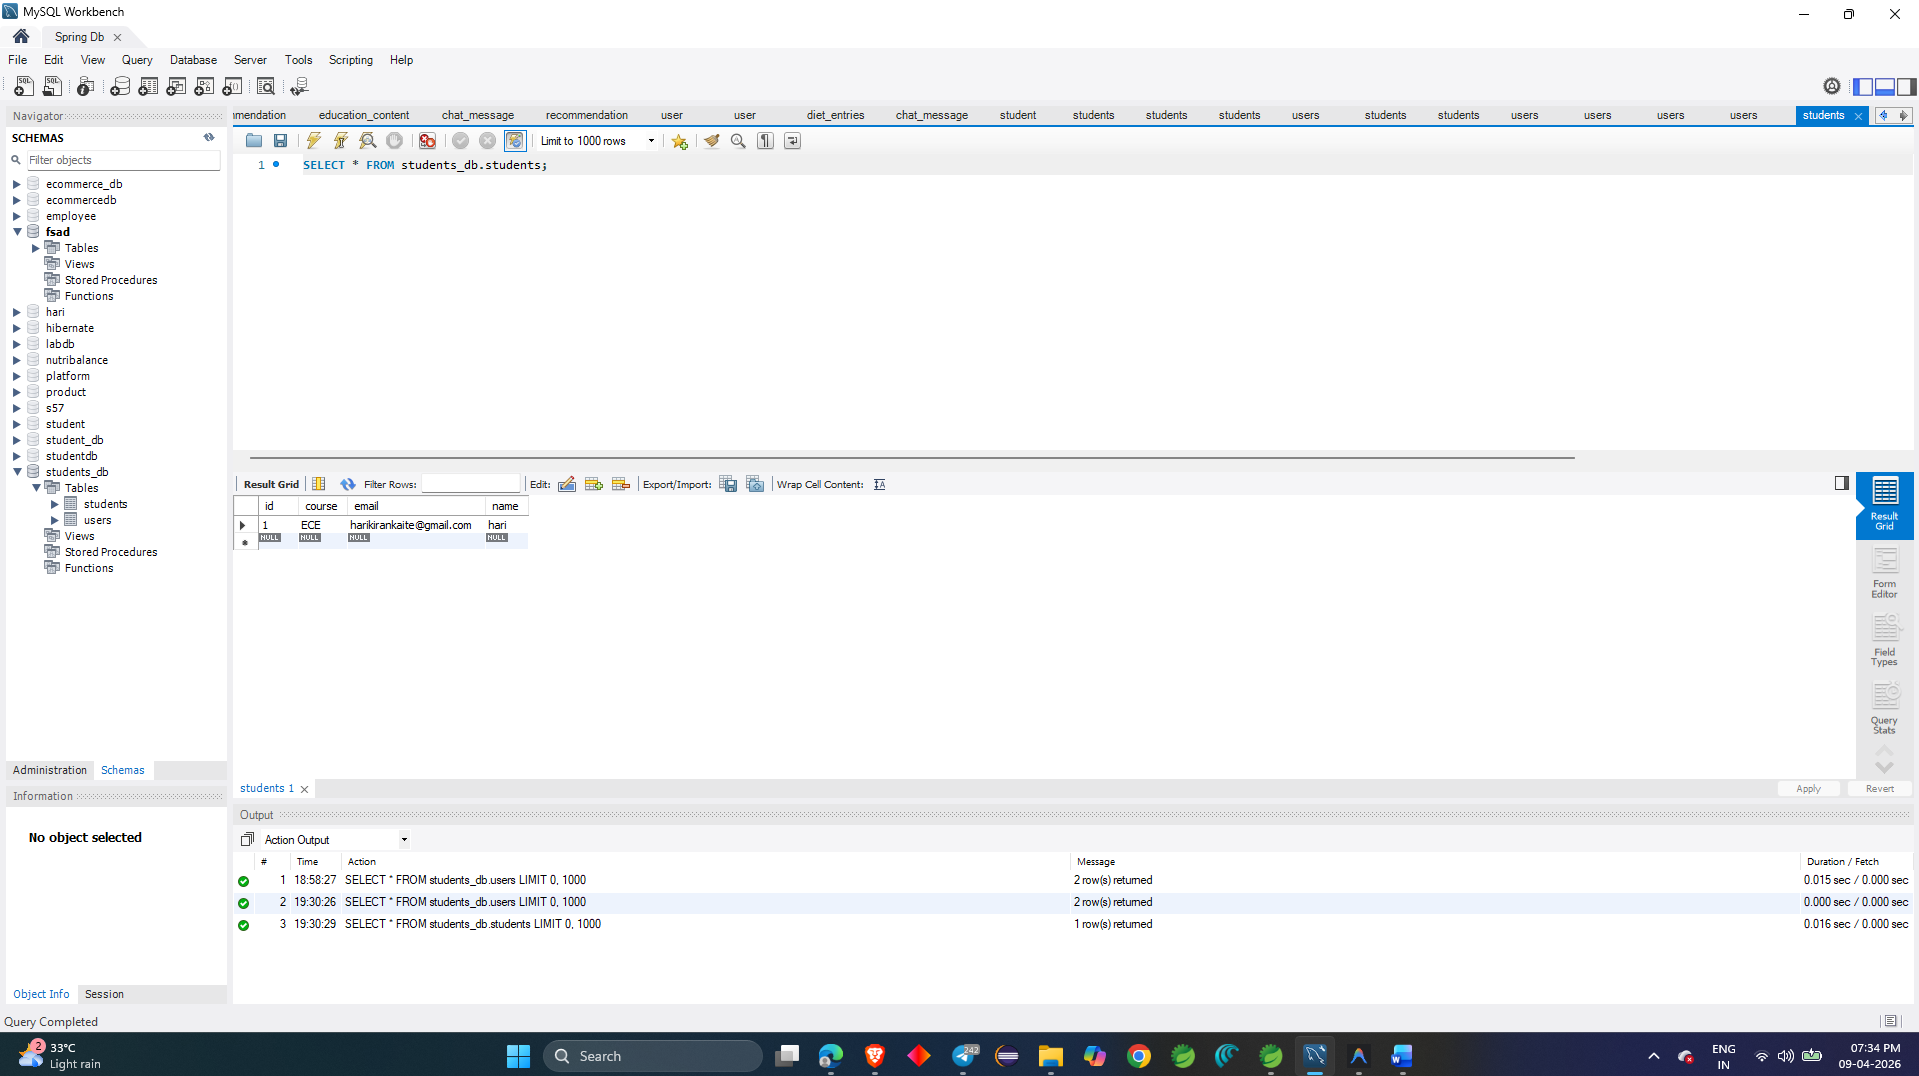 MySQL Workbench
Spring Db
File Edit View Query Database Server Tools Scripting Help
Navigator
SCHEMAS
Filter objects
ecommerce_db
ecommercedb
employee
fsad
Tables
Views
Stored Procedures
Functions
hari
hibernate
labdb
nutribalance
platform
product
s57
student
student_db
studentdb
students_db
Tables
students
users
Views
Stored Procedures
Functions
Administration Schemas
Information
No object selected
Object Info Session
mendation education_content chat_message recommendation user user diet_entries chat_message student students students students users students students users users users users students
Limit to 1000 rows
1 SELECT * FROM students_db.students;
Result Grid Filter Rows: Edit: Export/Import: Wrap Cell Content:
id course email name
1 ECE harikirankaite@gmail.com hari
NULL NULL NULL NULL
Result Grid
Form Editor
Field Types
Query Stats
students 1
Apply Revert
Output
Action Output
# Time Action Message Duration / Fetch
1 18:58:27 SELECT * FROM students_db.users LIMIT 0, 1000 2 row(s) returned 0.015 sec / 0.000 sec
2 19:30:26 SELECT * FROM students_db.users LIMIT 0, 1000 2 row(s) returned 0.000 sec / 0.000 sec
3 19:30:29 SELECT * FROM students_db.students LIMIT 0, 1000 1 row(s) returned 0.016 sec / 0.000 sec
Query Completed
2
33°C
Light rain
Search
242
ENG
IN
07:34 PM
09-04-2026